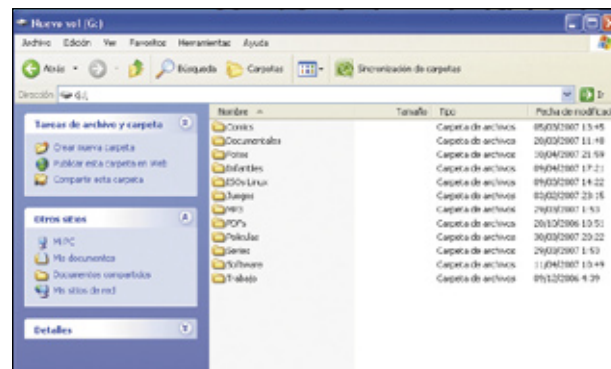 Nuevo vol (G:)
Archivo Edición Ver Favoritos Herramientas Ayuda
Atrás Búsqueda Carpetas Sincronización de carpetas
Dirección G:\ Ir
Nombre Tamaño Tipo Fecha de modificac
Tareas de archivo y carpeta
Crear nueva carpeta
Publicar esta carpeta en Web
Compartir esta carpeta
Otros sitios
Mi PC
Mis documentos
Documentos compartidos
Mis sitios de red
Detalles
Comics Carpeta de archivos 05/03/2007 13:45
Documentales Carpeta de archivos 20/03/2007 11:48
Fotos Carpeta de archivos 10/04/2007 21:59
Infantiles Carpeta de archivos 09/04/2007 17:21
ISOs Linux Carpeta de archivos 09/03/2007 14:22
Juegos Carpeta de archivos 03/02/2007 23:15
MP3 Carpeta de archivos 29/03/2007 1:53
PDFs Carpeta de archivos 20/10/2006 10:51
Películas Carpeta de archivos 30/03/2007 20:22
Series Carpeta de archivos 29/03/2007 1:53
Software Carpeta de archivos 11/04/2007 10:49
Trabajo Carpeta de archivos 09/12/2006 4:39